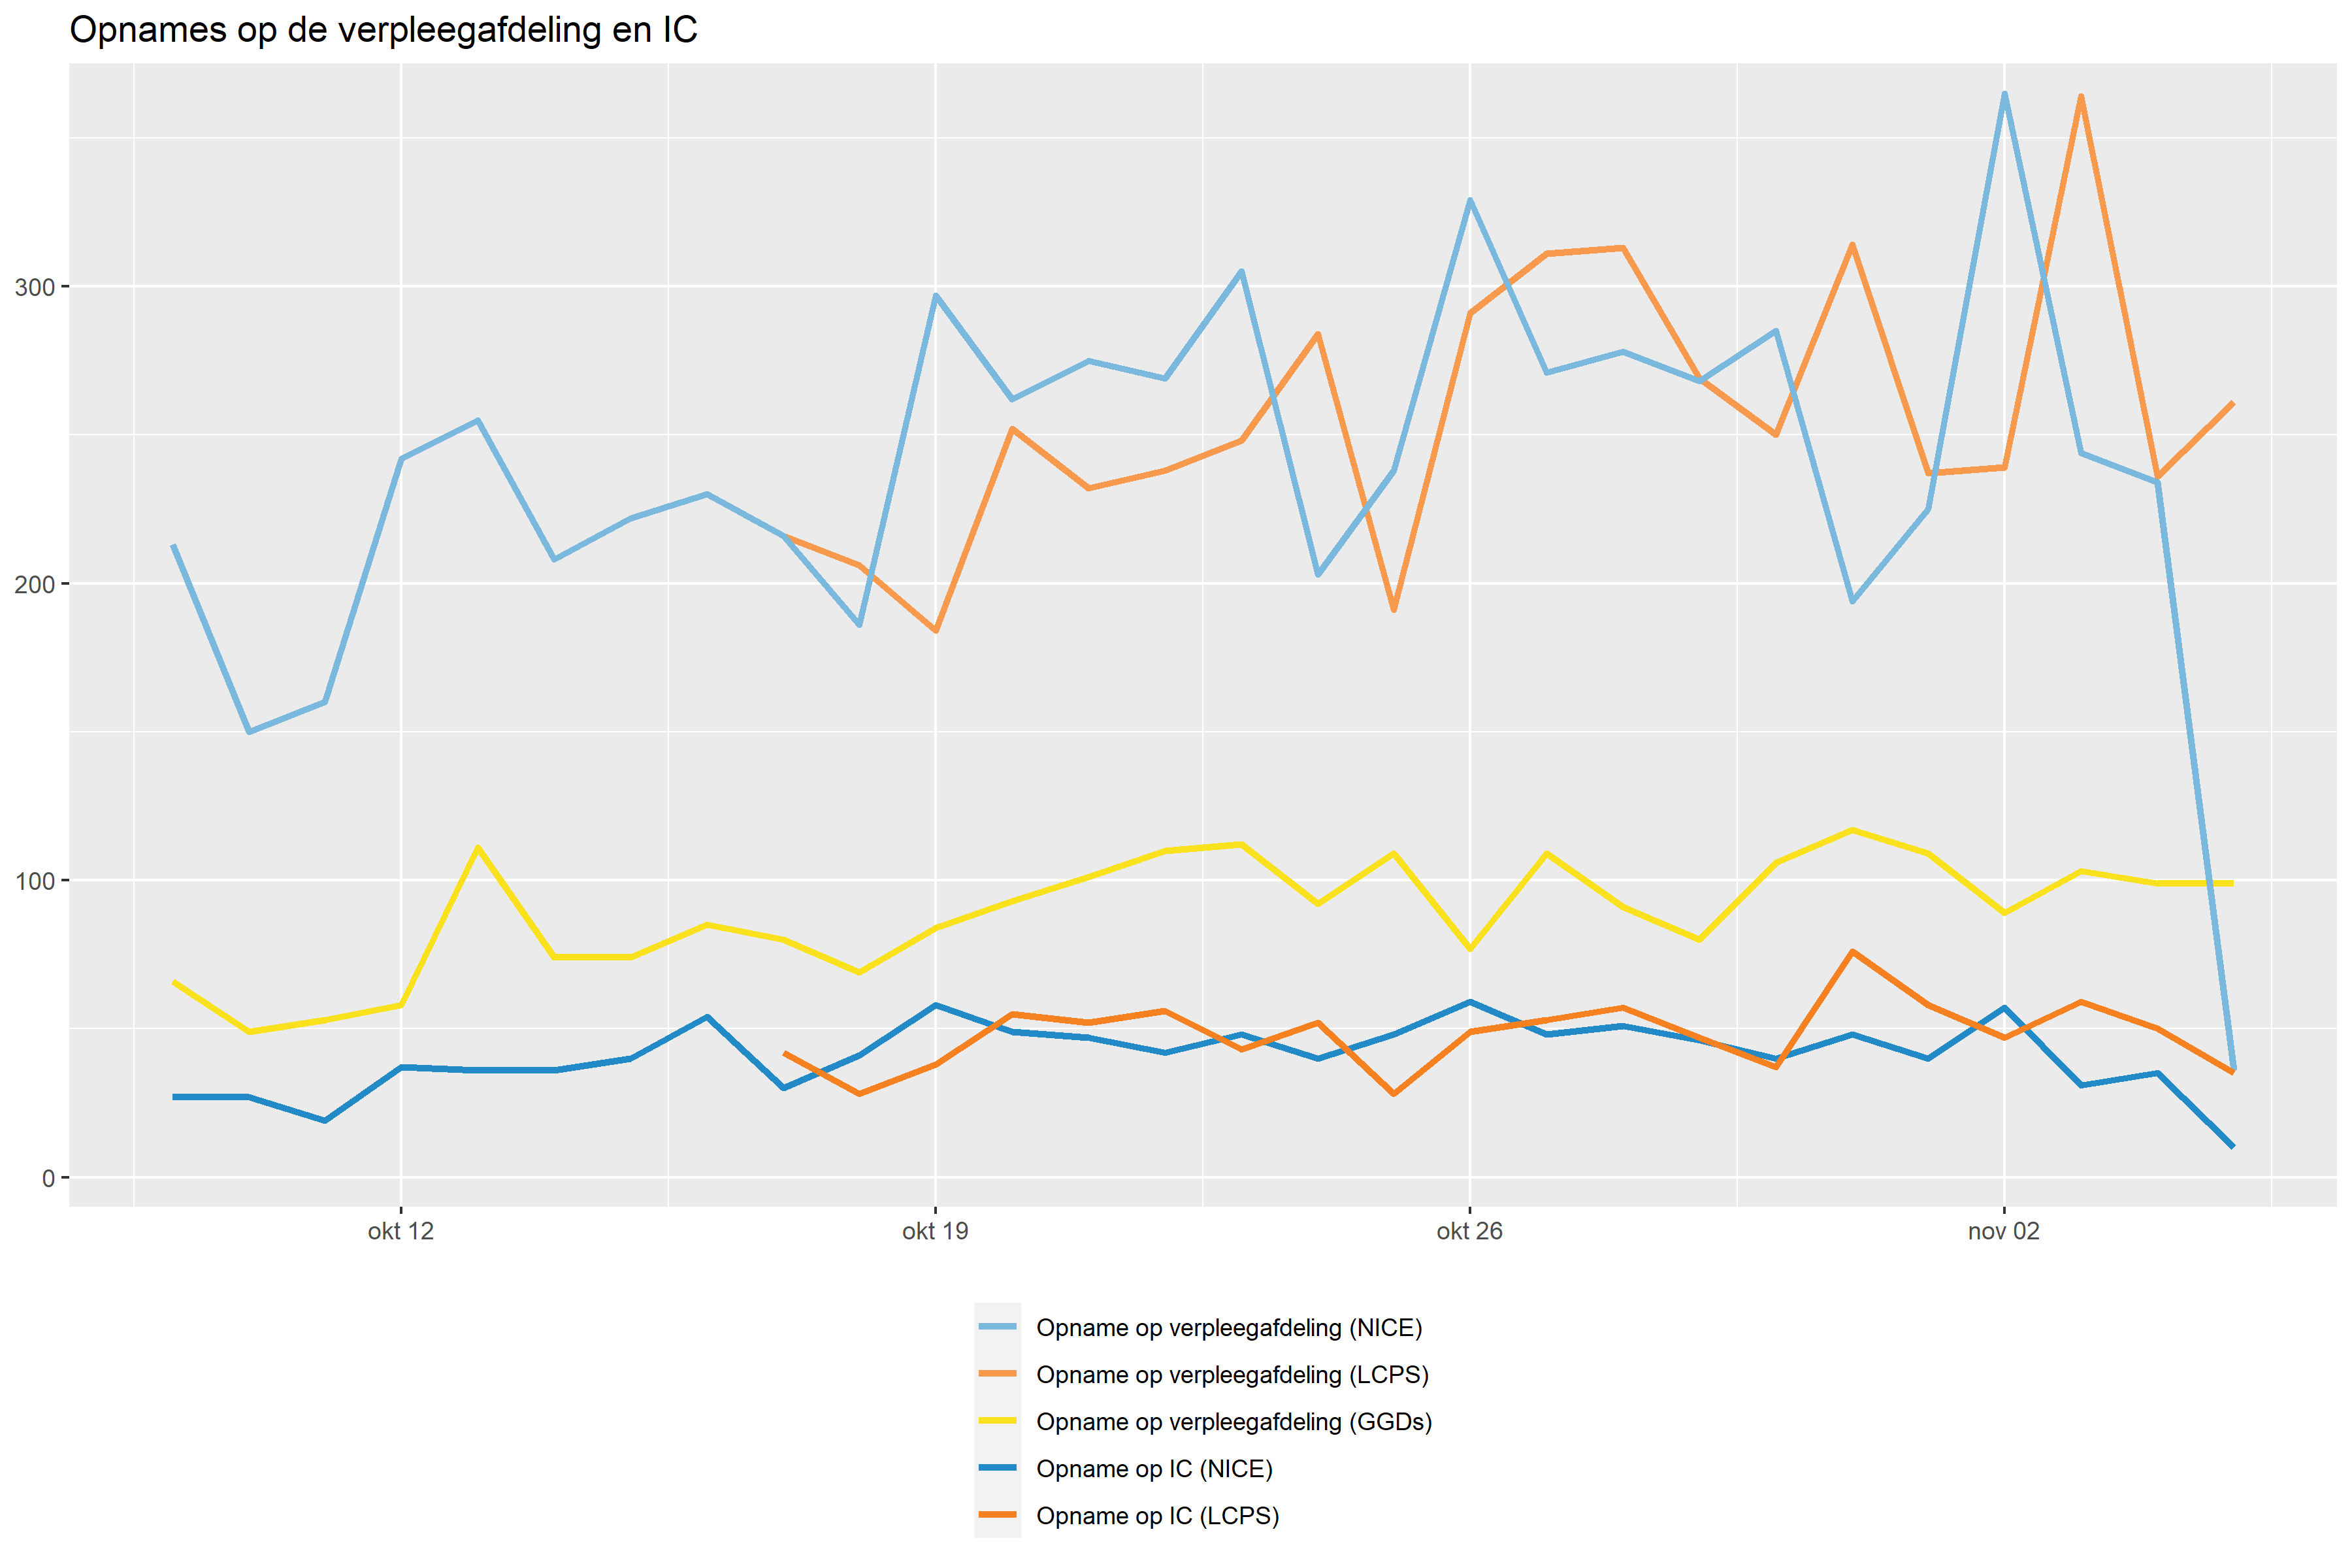 Opnames op de verpleegafdeling en IC
300
200
100
0
okt 12 okt 19 okt 26 nov 02
Opname op verpleegafdeling (NICE)
Opname op verpleegafdeling (LCPS)
Opname op verpleegafdeling (GGDs)
Opname op IC (NICE)
Opname op IC (LCPS)